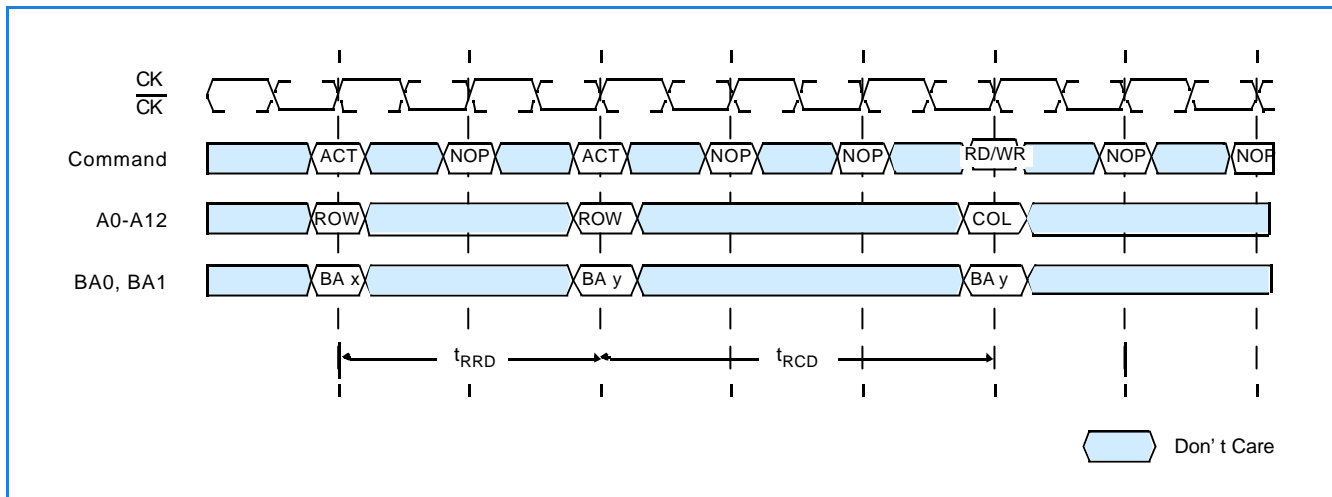 CK
CK
Command ACT NOP ACT NOP NOP RD/WR NOP NOP
A0-A12 ROW ROW COL
BA0, BA1 BA x BA y BA y
tRRD tRCD
Don' t Care